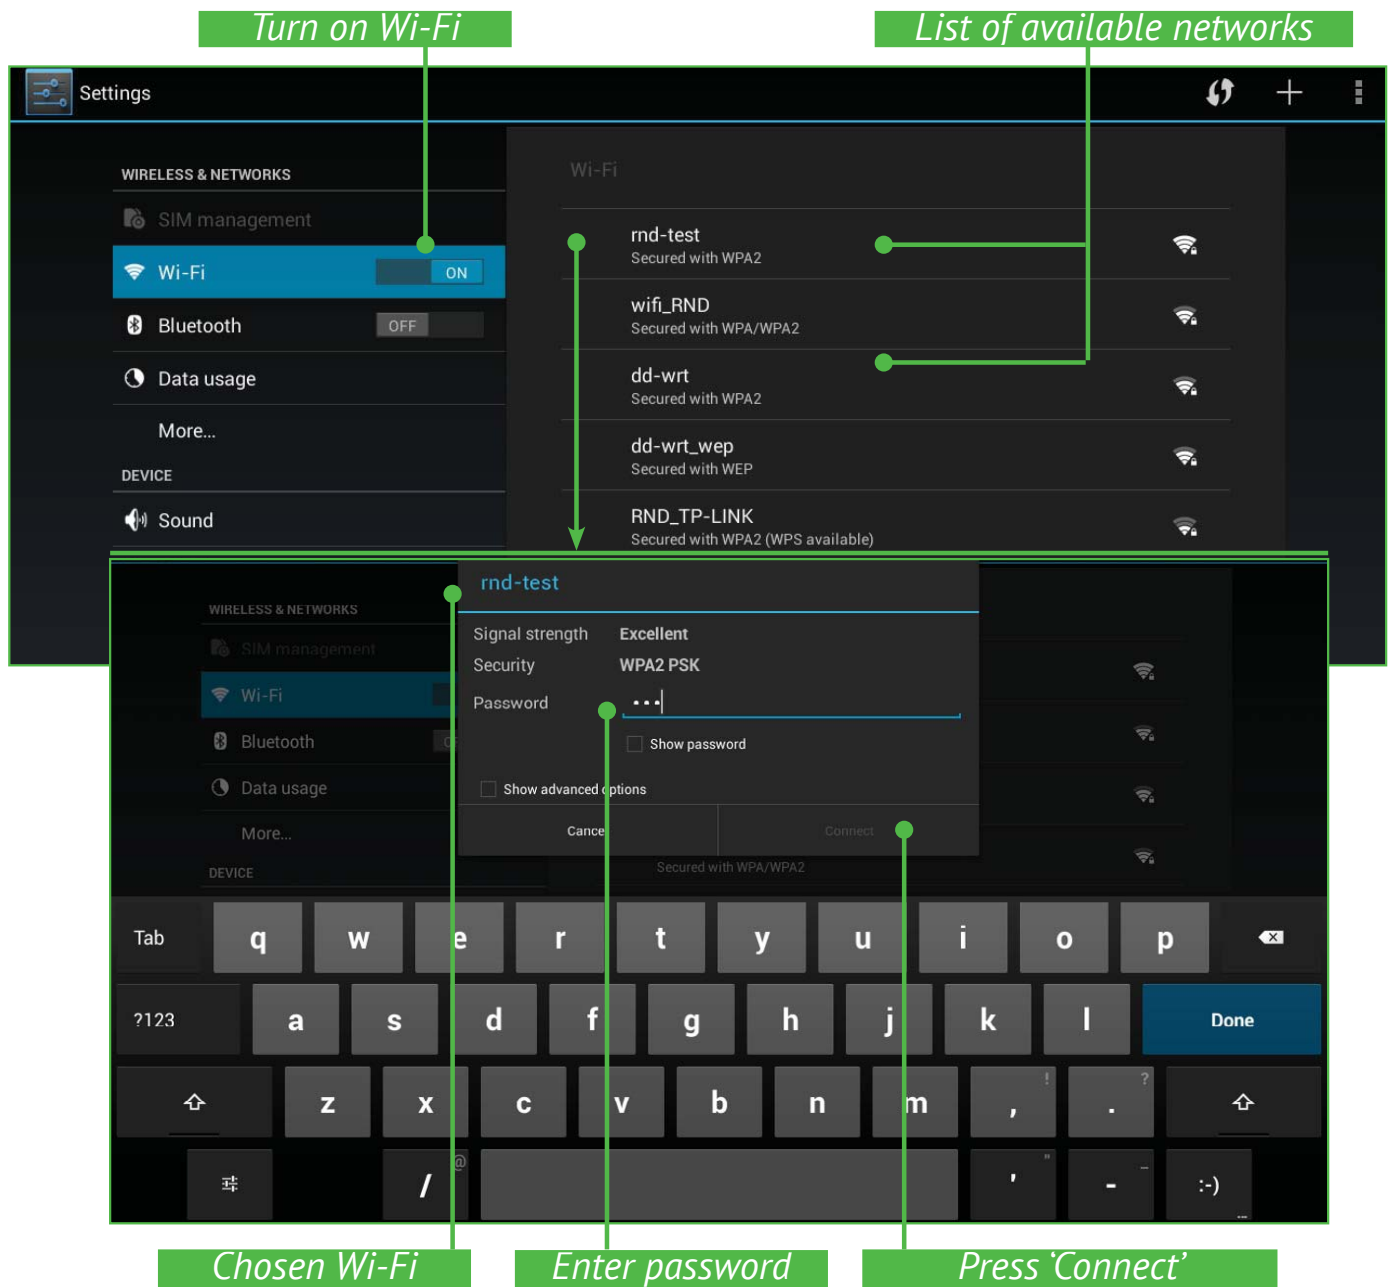 Turn on Wi-Fi
List of available networks
Settings
WIRELESS & NETWORKS
Wi-Fi
SIM management
Wi-Fi ON
Bluetooth OFF
Data usage
More...
DEVICE
Sound
rnd-test
Secured with WPA2
wifi_RND
Secured with WPA/WPA2
dd-wrt
Secured with WPA2
dd-wrt_wep
Secured with WEP
RND_TP-LINK
Secured with WPA2 (WPS available)
WIRELESS & NETWORKS
SIM management
Wi-Fi
Bluetooth
Data usage
More...
DEVICE
rnd-test
Signal strength Excellent
Security WPA2 PSK
Password •••
Show password
Show advanced options
Cancel Connect
Secured with WPA/WPA2
Tab q w e r t y u i o p
?123 a s d f g h j k l Done
z x c v b n m , ! . ?
/ @ ' " - _ :-) ...
Chosen Wi-Fi
Enter password
Press ‘Connect’